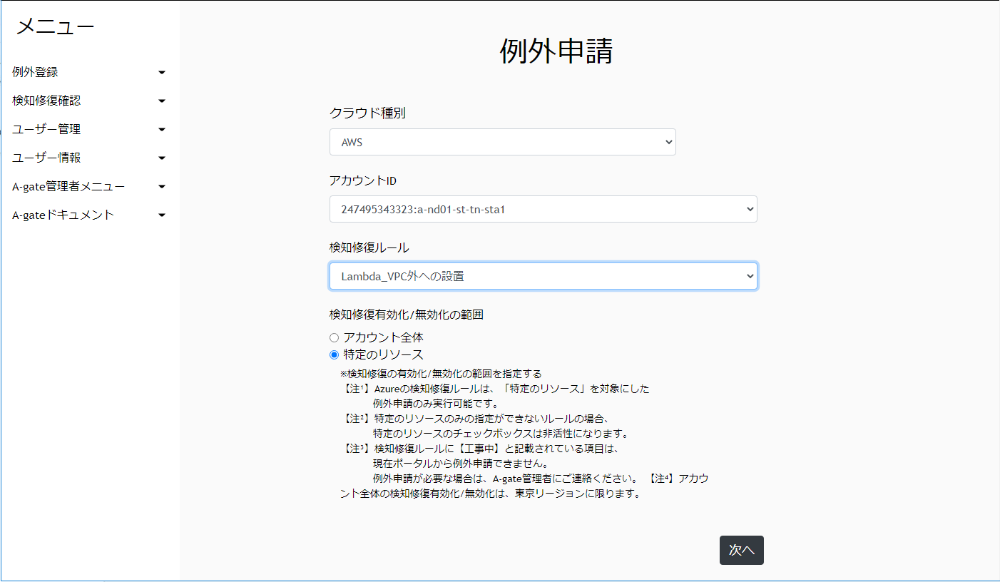 メニュー
例外登録
検知修復確認
ユーザー管理
ユーザー情報
A-gate管理者メニュー
A-gateドキュメント
例外申請
クラウド種別
AWS
アカウントID
247495343323:a-nd01-st-tn-sta1
検知修復ルール
Lambda_VPC外への設置
検知修復有効化/無効化の範囲
アカウント全体
特定のリソース
※検知修復の有効化/無効化の範囲を指定する
【注¹】Azureの検知修復ルールは、「特定のリソース」を対象にした
例外申請のみ実行可能です。
【注²】特定のリソースのみの指定ができないルールの場合、
特定のリソースのチェックボックスは非活性になります。
【注³】検知修復ルールに【工事中】と記載されている項目は、
現在ポータルから例外申請できません。
例外申請が必要な場合は、A-gate管理者にご連絡ください。 【注⁴】アカウ
ント全体の検知修復有効化/無効化は、東京リージョンに限ります。
次へ